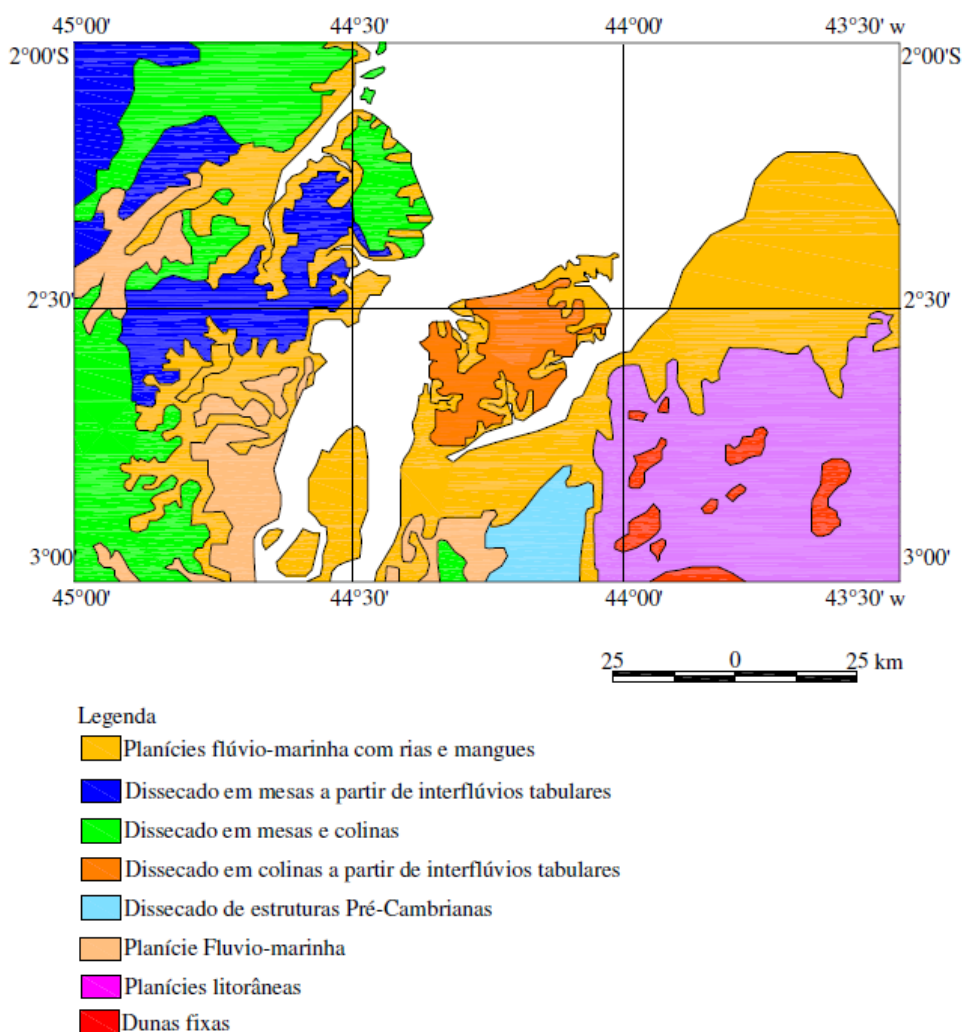 45°00' 44°30' 44°00' 43°30' w
2°00'S 2°00'S
2°30' 2°30'
3°00' 3°00'
45°00' 44°30' 44°00' 43°30' w
25 0 25 km
Legenda
Planícies flúvio-marinha com rias e mangues
Dissecado em mesas a partir de interflúvios tabulares
Dissecado em mesas e colinas
Dissecado em colinas a partir de interflúvios tabulares
Dissecado de estruturas Pré-Cambrianas
Planície Fluvio-marinha
Planícies litorâneas
Dunas fixas